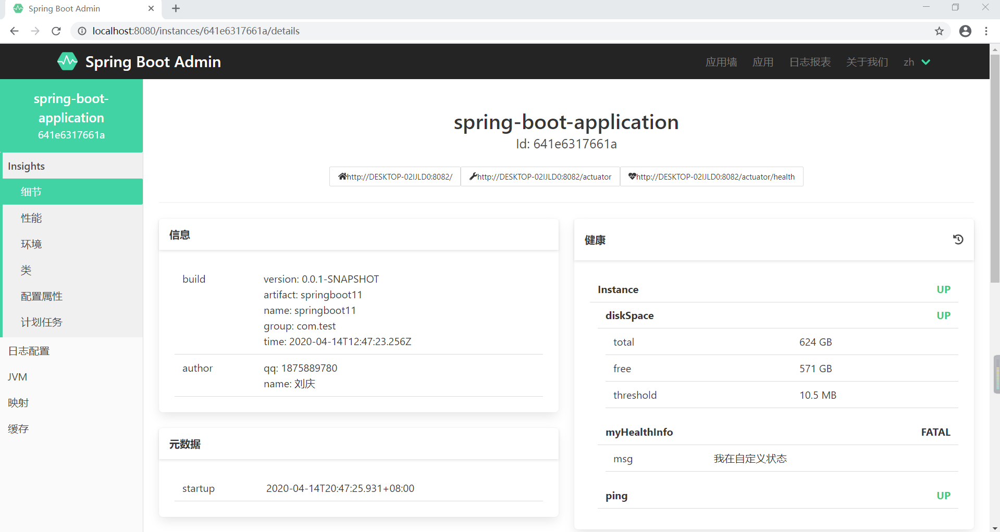 Spring Boot Admin
localhost:8080/instances/641e6317661a/details
Spring Boot Admin
应用墙 应用 日志报表 关于我们 zh
spring-boot-
application
641e6317661a
Insights
细节
性能
环境
类
配置属性
计划任务
日志配置
JVM
映射
缓存
spring-boot-application
Id: 641e6317661a
http://DESKTOP-02IJLD0:8082/ http://DESKTOP-02IJLD0:8082/actuator http://DESKTOP-02IJLD0:8082/actuator/health
信息
build version: 0.0.1-SNAPSHOT
artifact: springboot11
name: springboot11
group: com.test
time: 2020-04-14T12:47:23.256Z
author qq: 1875889780
name: 刘庆
元数据
startup 2020-04-14T20:47:25.931+08:00
健康
Instance UP
diskSpace UP
total 624 GB
free 571 GB
threshold 10.5 MB
myHealthInfo FATAL
msg 我在自定义状态
ping UP